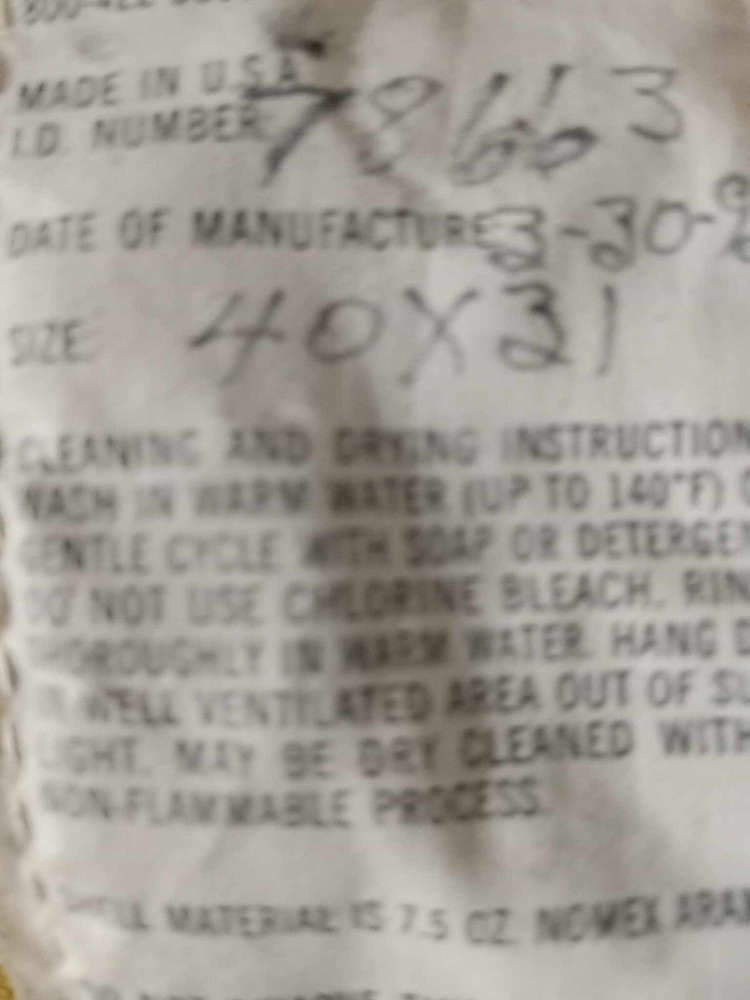 MADE IN U.S.A
I.D. NUMBER 78663
DATE OF MANUFACTURE 3-30-
SIZE 40X31
CLEANING AND DRYING INSTRUCTION
WASH IN WARM WATER (UP TO 140°F)
GENTLE CYCLE WITH SOAP OR DETERGEN
DO NOT USE CHLORINE BLEACH. RIN
THOROUGHLY IN WARM WATER. HANG D
IN WELL VENTILATED AREA OUT OF SU
LIGHT. MAY BE DRY CLEANED WITH
NON-FLAMMABLE PROCESS.
SHELL MATERIAL IS 7.5 OZ. NOMEX ARA